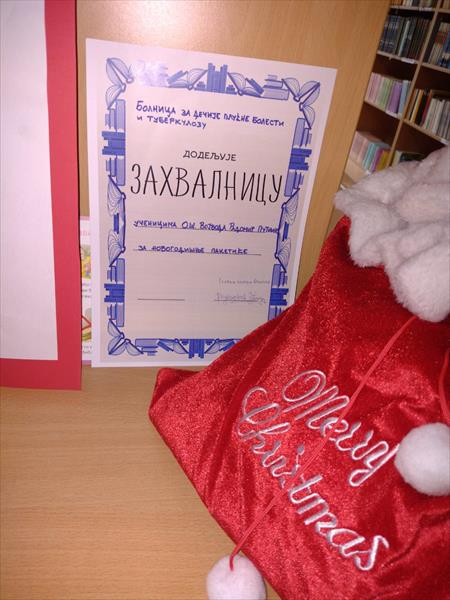 Болница за дечије плућне болести
и туберкулозу
ДОДЕЉУЈЕ
ЗАХВАЛНИЦУ
ученицима ОШ Војвода Радомир Путник
за новогодишње пакетиће
Merry
Christmas